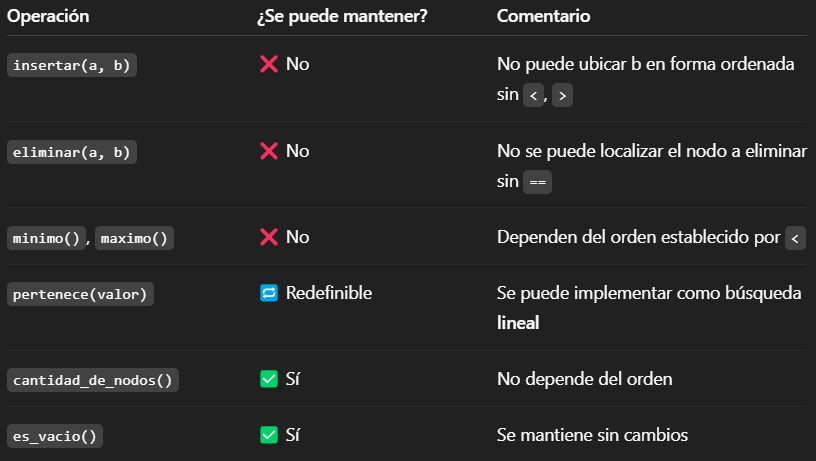 Operación ¿Se puede mantener? Comentario
insertar(a, b) ❌ No No puede ubicar b en forma ordenada
sin <, >
eliminar(a, b) ❌ No No se puede localizar el nodo a eliminar
sin ==
minimo(), maximo() ❌ No Dependen del orden establecido por <
pertenece(valor) 🔁 Redefinible Se puede implementar como búsqueda
lineal
cantidad_de_nodos() ✅ Sí No depende del orden
es_vacio() ✅ Sí Se mantiene sin cambios